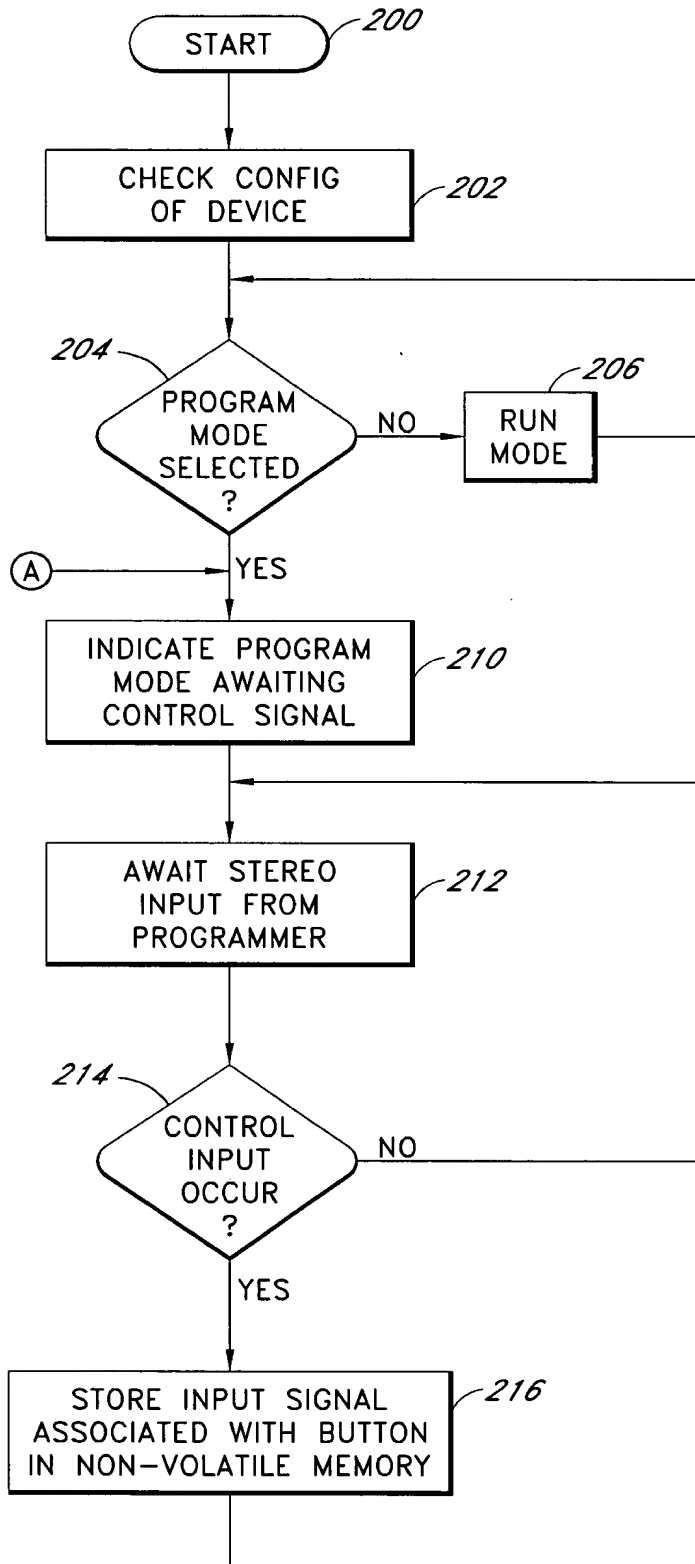 START
200
CHECK CONFIG
OF DEVICE
202
204
PROGRAM
MODE
SELECTED
?
NO
206
RUN
MODE
A
YES
INDICATE PROGRAM
MODE AWAITING
CONTROL SIGNAL
210
AWAIT STEREO
INPUT FROM
PROGRAMMER
212
214
CONTROL
INPUT
OCCUR
?
NO
YES
STORE INPUT SIGNAL
ASSOCIATED WITH BUTTON
IN NON-VOLATILE MEMORY
216